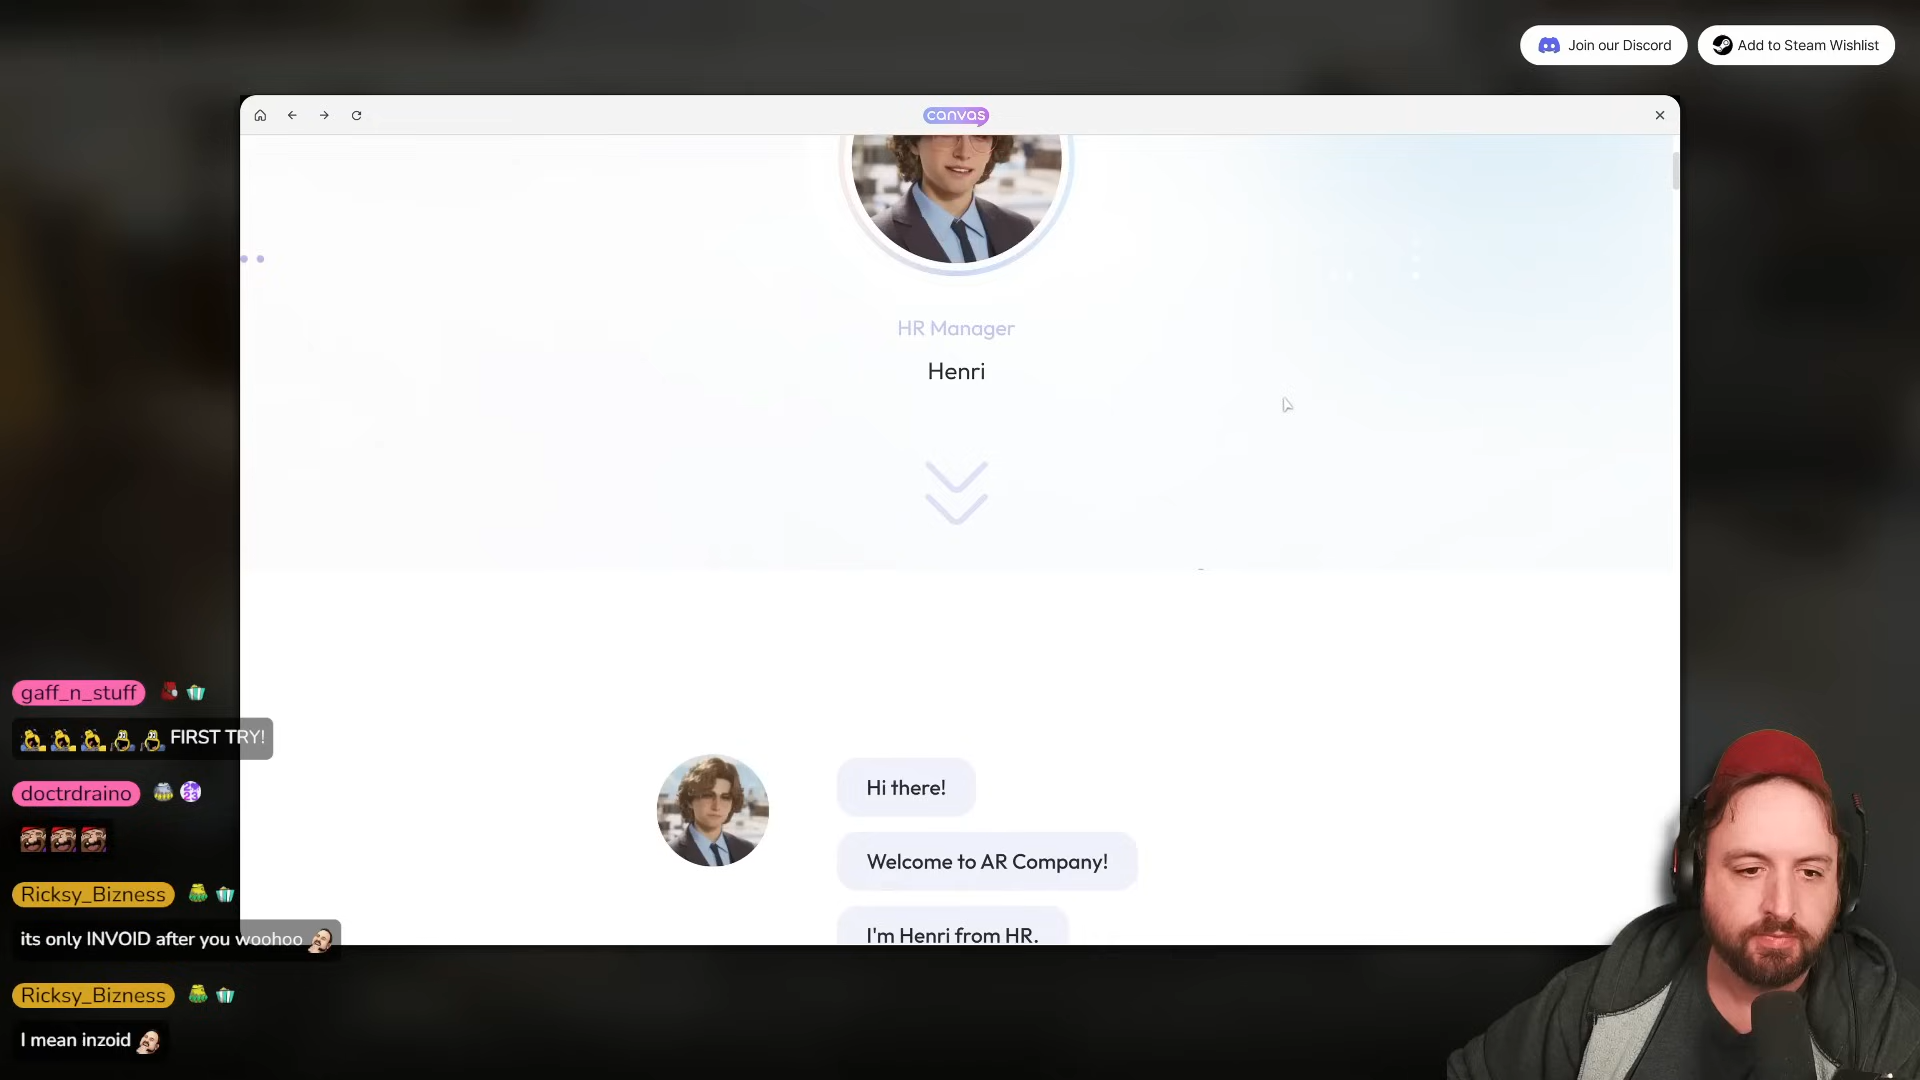 Join our Discord
Add to Steam Wishlist
canvas
HR Manager
Henri
Hi there!
Welcome to AR Company!
I'm Henri from HR.
gaff_n_stuff
FIRST TRY!
doctrdraino
Ricksy_Bizness
its only INVOID after you woohoo
Ricksy_Bizness
I mean inzoid